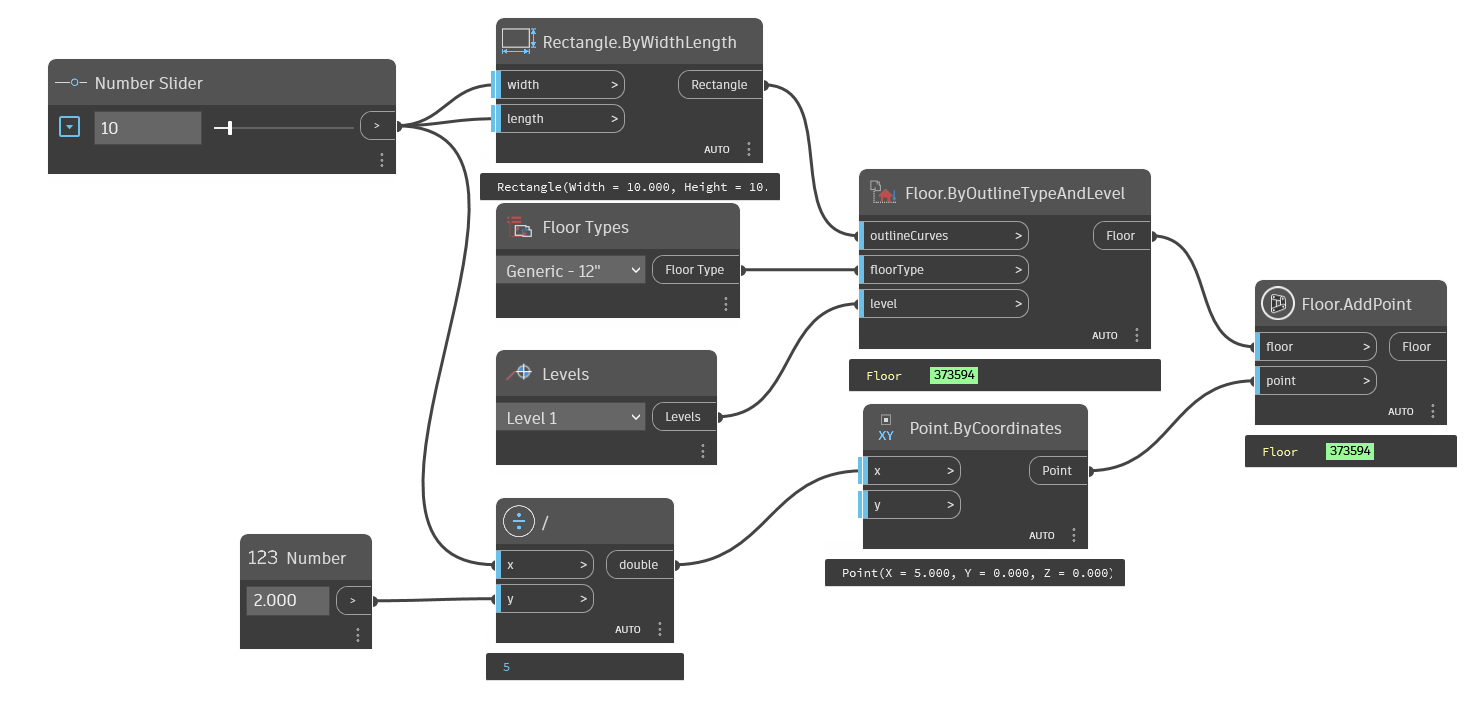 Number Slider
10
>
Rectangle.ByWidthLength
width >
Rectangle
length >
AUTO
Rectangle(Width = 10.000, Height = 10.
Floor Types
Generic - 12"
Floor Type
Levels
Level 1
Levels
123 Number
2.000
>
/
x >
double
y >
AUTO
5
Floor.ByOutlineTypeAndLevel
outlineCurves >
Floor
floorType >
level >
AUTO
Floor 373594
XY
Point.ByCoordinates
x >
Point
y >
AUTO
Point(X = 5.000, Y = 0.000, Z = 0.000)
Floor.AddPoint
floor >
Floor
point >
AUTO
Floor 373594